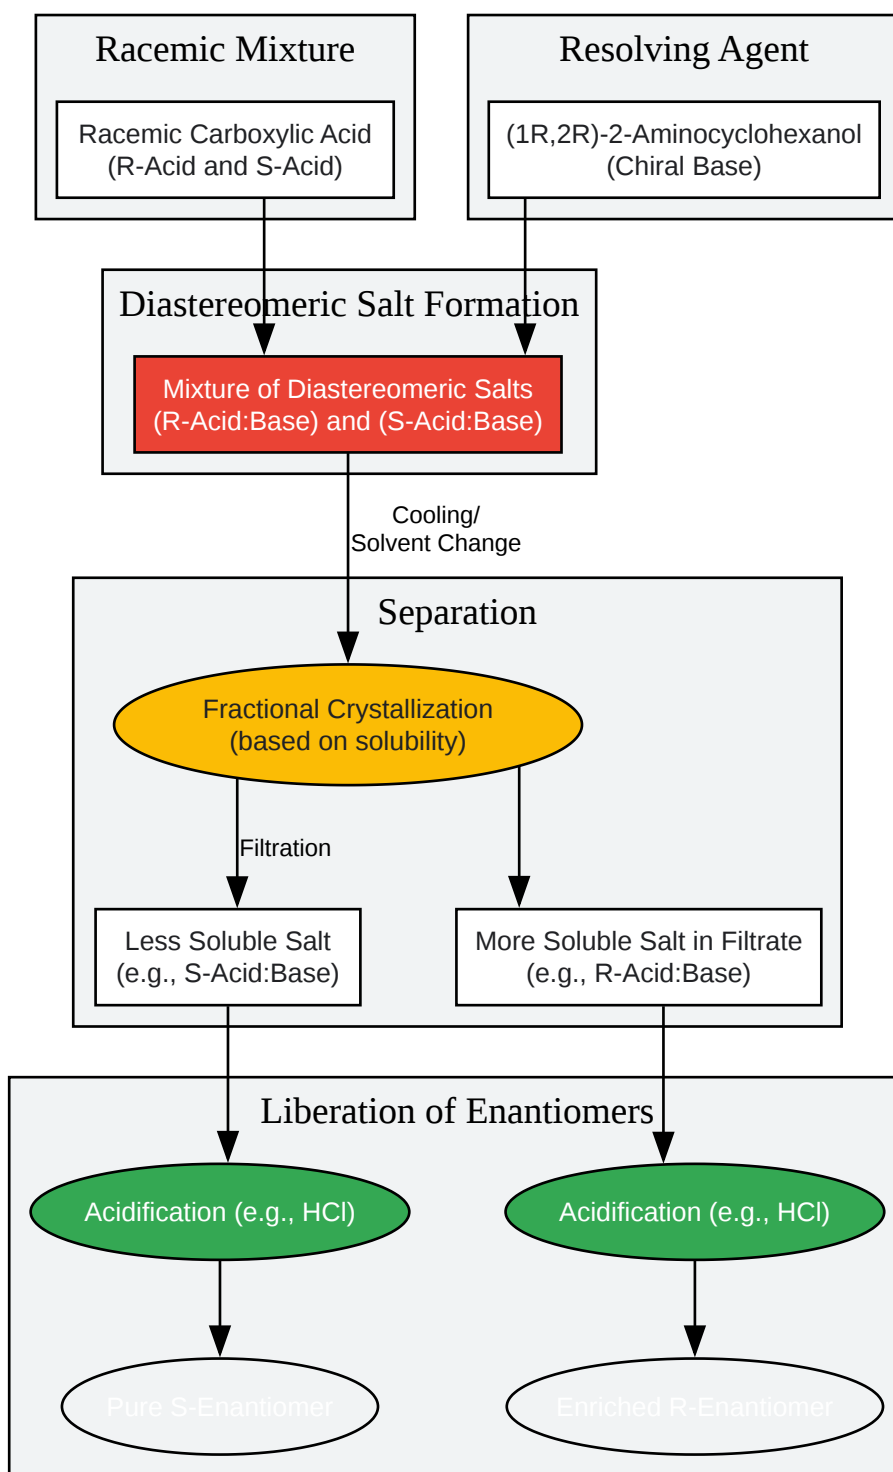 Racemic Mixture
Resolving Agent
Racemic Carboxylic Acid
(R-Acid and S-Acid)
(1R,2R)-2-Aminocyclohexanol
(Chiral Base)
Diastereomeric Salt Formation
Mixture of Diastereomeric Salts
(R-Acid:Base) and (S-Acid:Base)
Cooling/
Solvent Change
Separation
Fractional Crystallization
(based on solubility)
Filtration
Less Soluble Salt
(e.g., S-Acid:Base)
More Soluble Salt in Filtrate
(e.g., R-Acid:Base)
Liberation of Enantiomers
Acidification (e.g., HCl)
Acidification (e.g., HCl)
Pure S-Enantiomer
Enriched R-Enantiomer